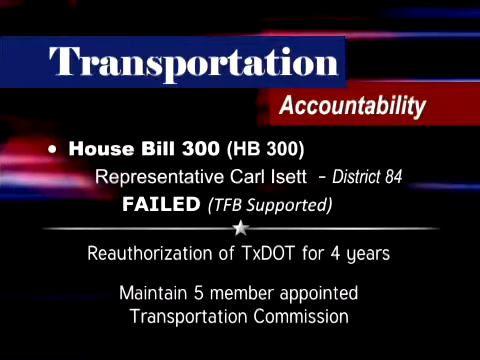 Transportation
Accountability
• House Bill 300 (HB 300)
Representative Carl Isett - District 84
FAILED (TFB Supported)
Reauthorization of TxDOT for 4 years
Maintain 5 member appointed
Transportation Commission